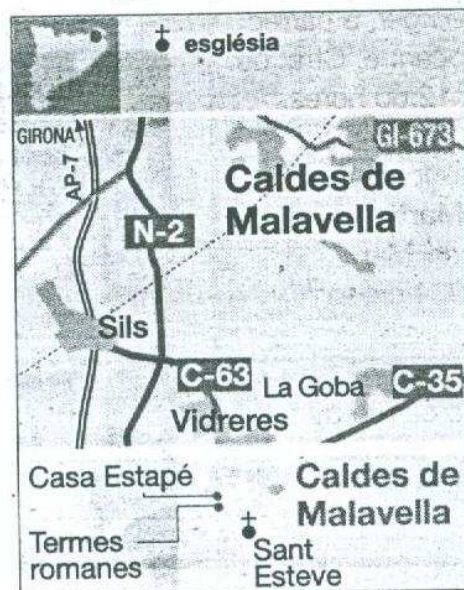 església
GIRONA
AP-7
GI-673
Caldes de
Malavella
N-2
Sils
C-63
La Goba
C-35
Vidreres
Casa Estapé
Caldes de
Malavella
Termes
romanes
Sant
Esteve